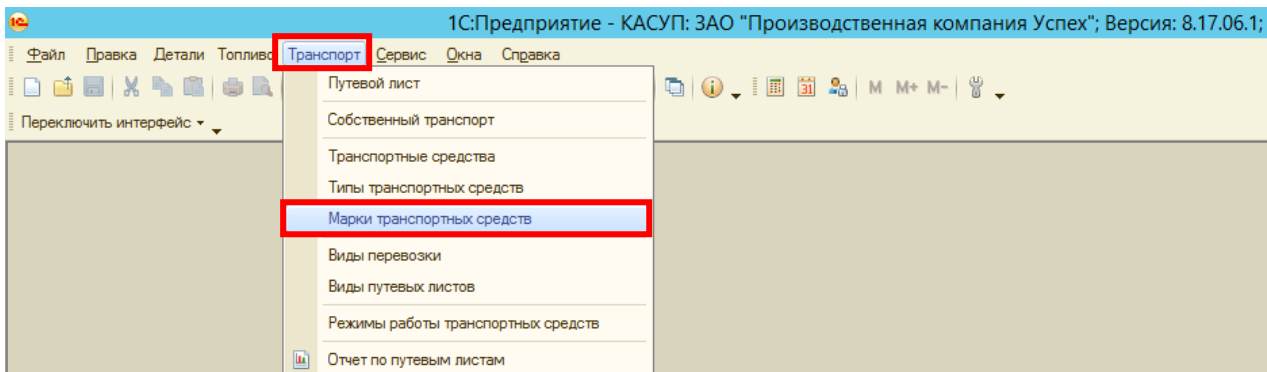 1С:Предприятие - КАСУП: ЗАО "Производственная компания Успех"; Версия: 8.17.06.1;
Файл Правка Детали Топливо Транспорт Сервис Окна Справка
31 М М+ М-
Переключить интерфейс
Путевой лист
Собственный транспорт
Транспортные средства
Типы транспортных средств
Марки транспортных средств
Виды перевозки
Виды путевых листов
Режимы работы транспортных средств
Отчет по путевым листам